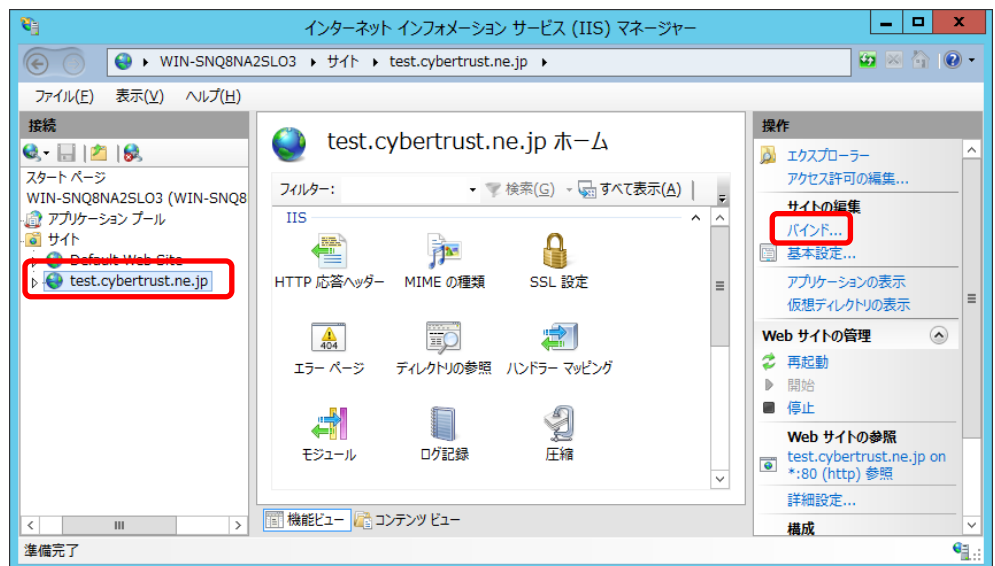 インターネット インフォメーション サービス (IIS) マネージャー
WIN-SNQ8NA2SLO3 ▸ サイト ▸ test.cybertrust.ne.jp ▸
ファイル(F) 表示(V) ヘルプ(H)
接続
スタート ページ
WIN-SNQ8NA2SLO3 (WIN-SNQ8
アプリケーション プール
サイト
Default Web Site
test.cybertrust.ne.jp
test.cybertrust.ne.jp ホーム
フィルター: 検索(G) すべて表示(A)
IIS
HTTP 応答ヘッダー MIME の種類 SSL 設定
404
エラー ページ ディレクトリの参照 ハンドラー マッピング
モジュール ログ記録 圧縮
機能ビュー コンテンツ ビュー
操作
エクスプローラー
アクセス許可の編集...
サイトの編集
バインド...
基本設定...
アプリケーションの表示
仮想ディレクトリの表示
Web サイトの管理
再起動
開始
停止
Web サイトの参照
test.cybertrust.ne.jp on
*:80 (http) 参照
詳細設定...
構成
準備完了